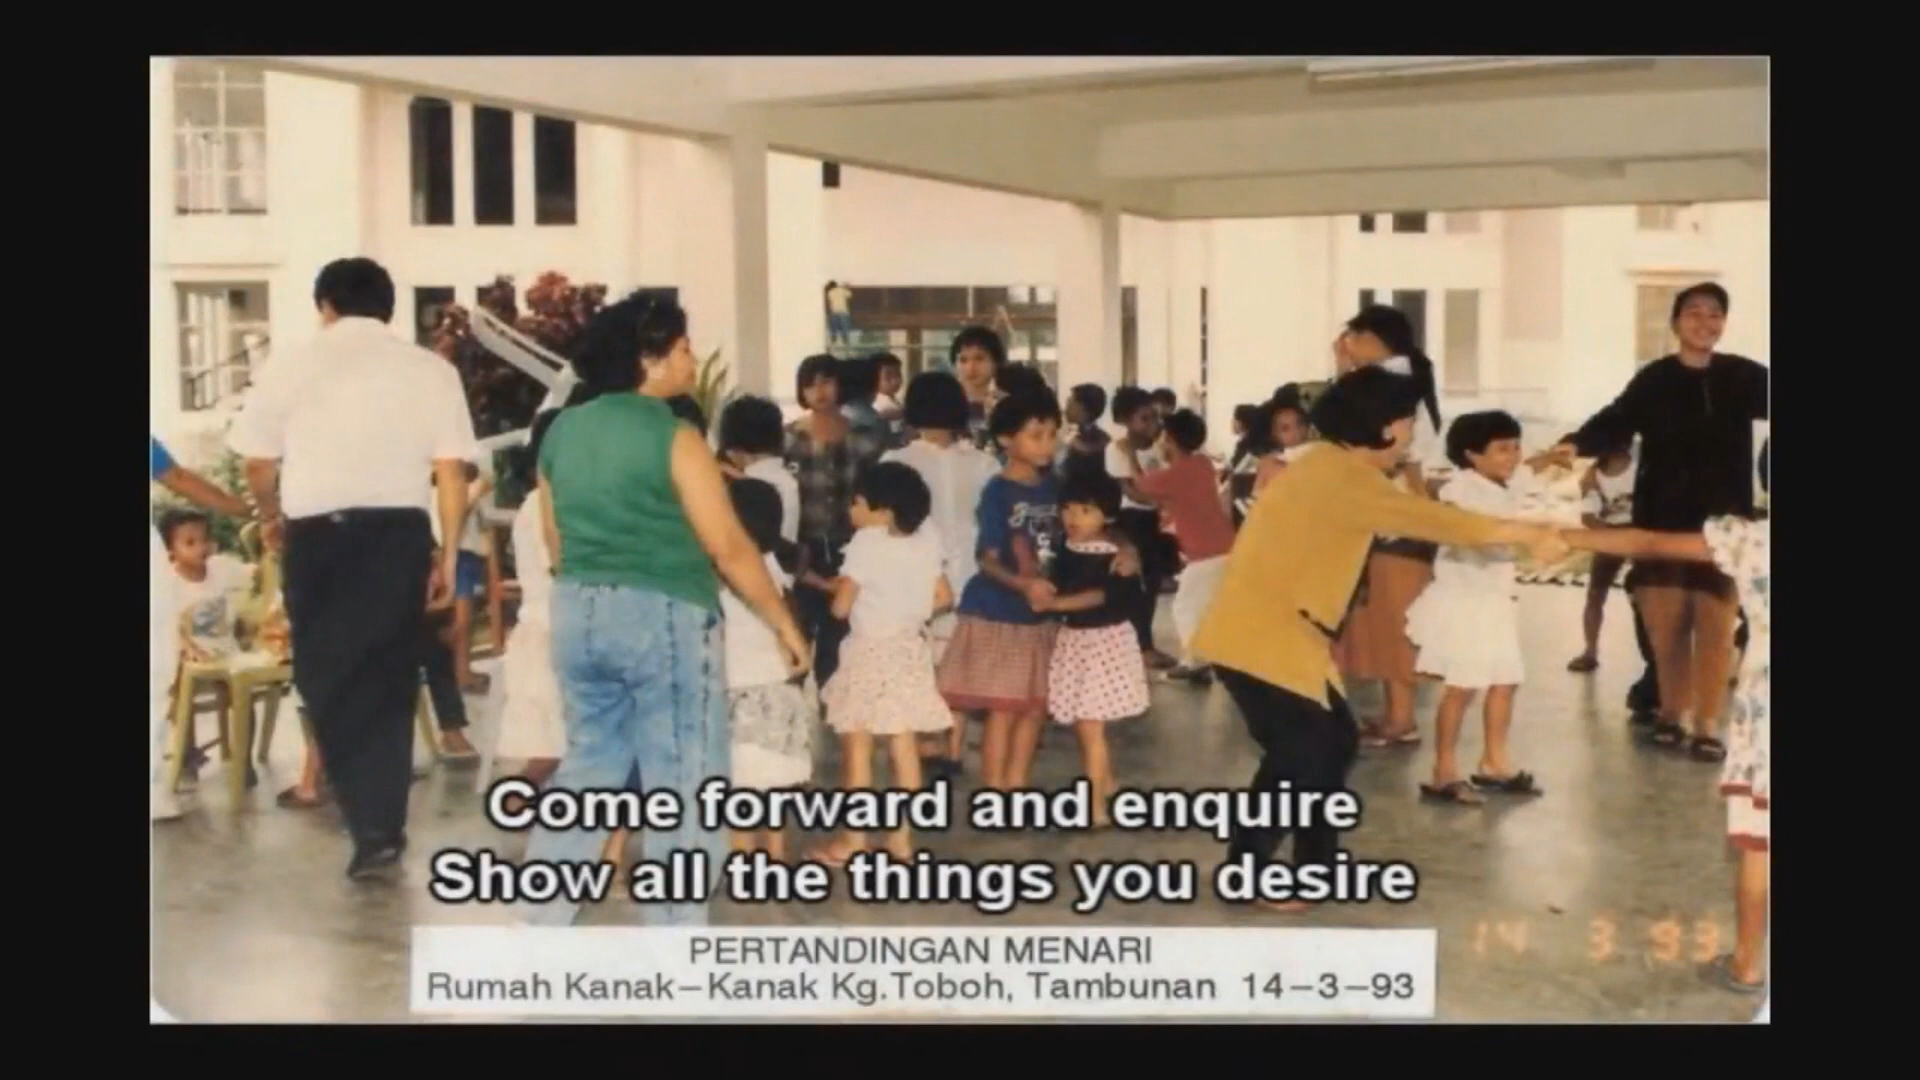 Come forward and enquire
Show all the things you desire
14 3 93
PERTANDINGAN MENARI
Rumah Kanak–Kanak Kg.Toboh, Tambunan 14–3–93